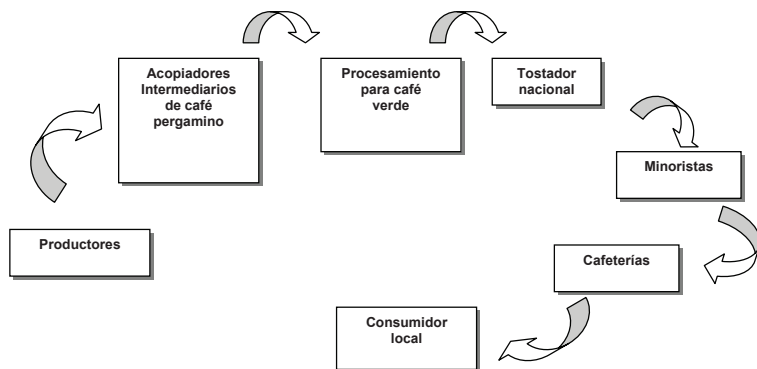 Acopiadores
Intermediarios
de café
pergamino
Procesamiento
para café
verde
Tostador
nacional
Minoristas
Productores
Cafeterías
Consumidor
local